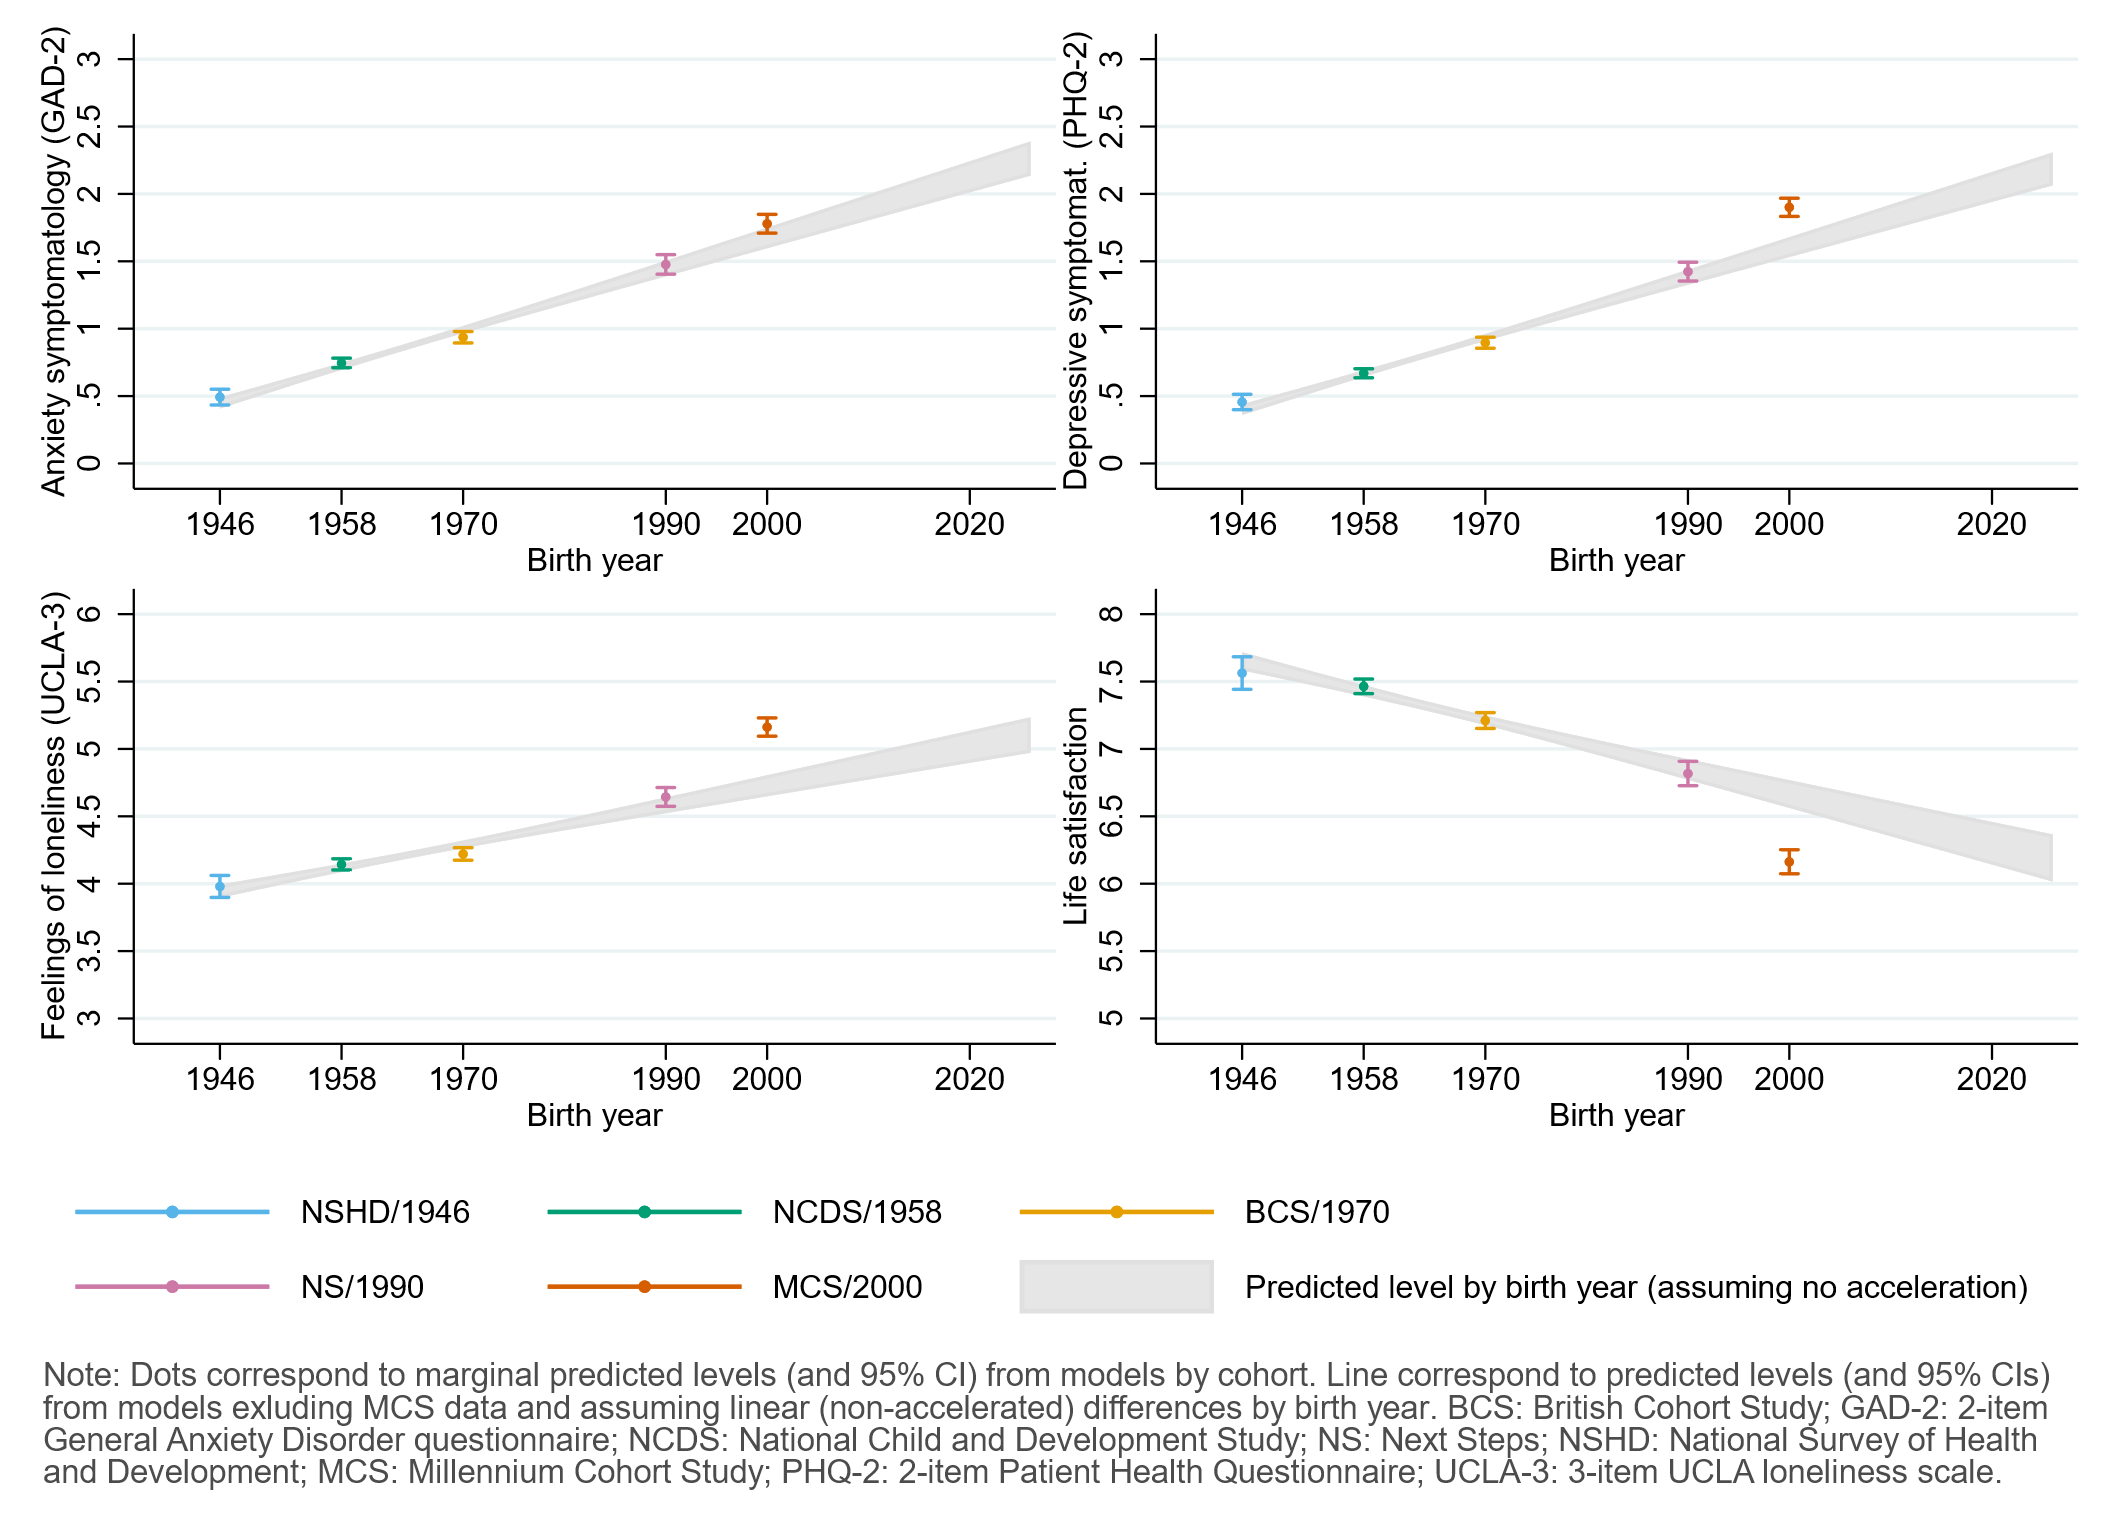 Anxiety symptomatology (GAD-2)
3
2.5
2
1.5
1
.5
0
1946 1958 1970 1990 2000 2020
Birth year
Depressive symptomat. (PHQ-2)
3
2.5
2
1.5
1
.5
0
1946 1958 1970 1990 2000 2020
Birth year
Feelings of loneliness (UCLA-3)
6
5.5
5
4.5
4
3.5
3
1946 1958 1970 1990 2000 2020
Birth year
Life satisfaction
8
7.5
7
6.5
6
5.5
5
1946 1958 1970 1990 2000 2020
Birth year
NSHD/1946 NCDS/1958 BCS/1970
NS/1990 MCS/2000 Predicted level by birth year (assuming no acceleration)
Note: Dots correspond to marginal predicted levels (and 95% CI) from models by cohort. Line correspond to predicted levels (and 95% CIs)
from models exluding MCS data and assuming linear (non-accelerated) differences by birth year. BCS: British Cohort Study; GAD-2: 2-item
General Anxiety Disorder questionnaire; NCDS: National Child and Development Study; NS: Next Steps; NSHD: National Survey of Health
and Development; MCS: Millennium Cohort Study; PHQ-2: 2-item Patient Health Questionnaire; UCLA-3: 3-item UCLA loneliness scale.